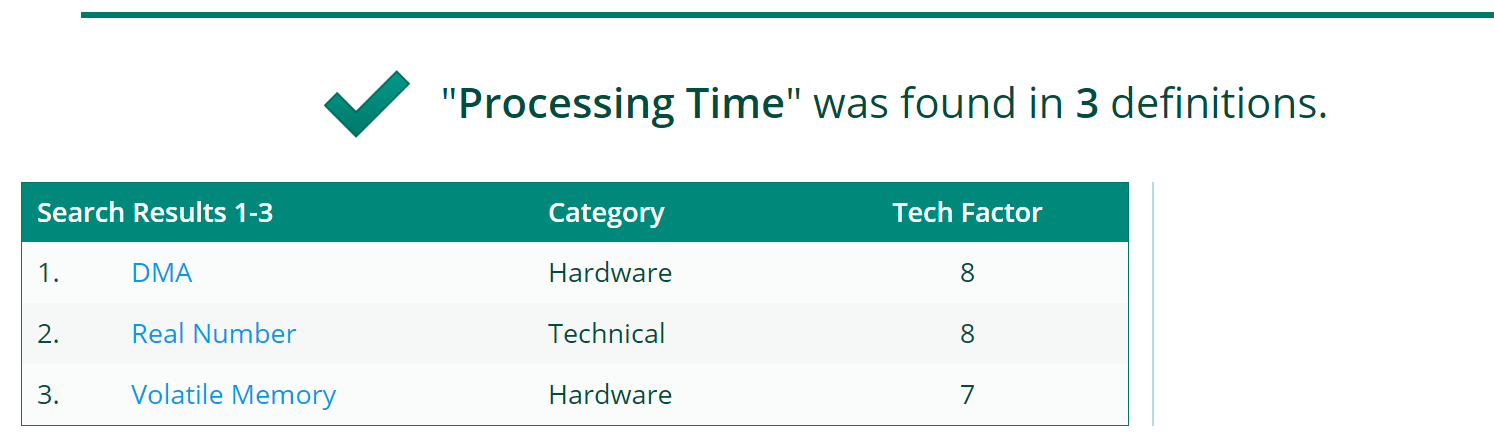 "Processing Time" was found in 3 definitions.
Search Results 1-3 Category Tech Factor
1. DMA Hardware 8
2. Real Number Technical 8
3. Volatile Memory Hardware 7